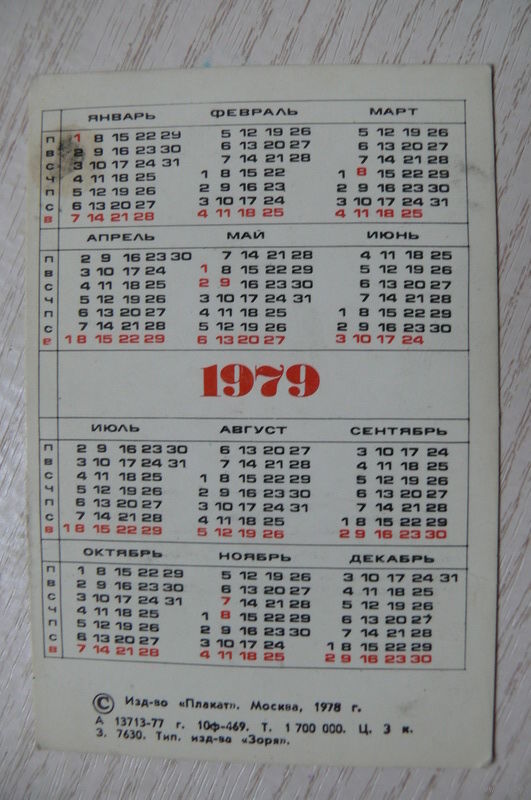 ЯНВАРЬ ФЕВРАЛЬ МАРТ
П 1 8 15 22 29 5 12 19 26 5 12 19 26
В 2 9 16 23 30 6 13 20 27 6 13 20 27
С 3 10 17 24 31 7 14 21 28 7 14 21 28
Ч 4 11 18 25 1 8 15 22 1 8 15 22 29
П 5 12 19 26 2 9 16 23 2 9 16 23 30
С 6 13 20 27 3 10 17 24 3 10 17 24 31
В 7 14 21 28 4 11 18 25 4 11 18 25
АПРЕЛЬ МАЙ ИЮНЬ
П 2 9 16 23 30 7 14 21 28 4 11 18 25
В 3 10 17 24 1 8 15 22 29 5 12 19 26
С 4 11 18 25 2 9 16 23 30 6 13 20 27
Ч 5 12 19 26 3 10 17 24 31 7 14 21 28
П 6 13 20 27 4 11 18 25 1 8 15 22 29
С 7 14 21 28 5 12 19 26 2 9 16 23 30
В 1 8 15 22 29 6 13 20 27 3 10 17 24
1979
ИЮЛЬ АВГУСТ СЕНТЯБРЬ
П 2 9 16 23 30 6 13 20 27 3 10 17 24
В 3 10 17 24 31 7 14 21 28 4 11 18 25
С 4 11 18 25 1 8 15 22 29 5 12 19 26
Ч 5 12 19 26 2 9 16 23 30 6 13 20 27
П 6 13 20 27 3 10 17 24 31 7 14 21 28
С 7 14 21 28 4 11 18 25 1 8 15 22 29
В 1 8 15 22 29 5 12 19 26 2 9 16 23 30
ОКТЯБРЬ НОЯБРЬ ДЕКАБРЬ
П 1 8 15 22 29 5 12 19 26 3 10 17 24 31
В 2 9 16 23 30 6 13 20 27 4 11 18 25
С 3 10 17 24 31 7 14 21 28 5 12 19 26
Ч 4 11 18 25 1 8 15 22 29 6 13 20 27
П 5 12 19 26 2 9 16 23 30 7 14 21 28
С 6 13 20 27 3 10 17 24 1 8 15 22 29
В 7 14 21 28 4 11 18 25 2 9 16 23 30
© Изд-во «Плакат». Москва, 1978 г.
А 13713-77 г. 10ф-469. Т. 1 700 000. Ц. 3 к.
З. 7630. Тип. изд-ва «Зоря».